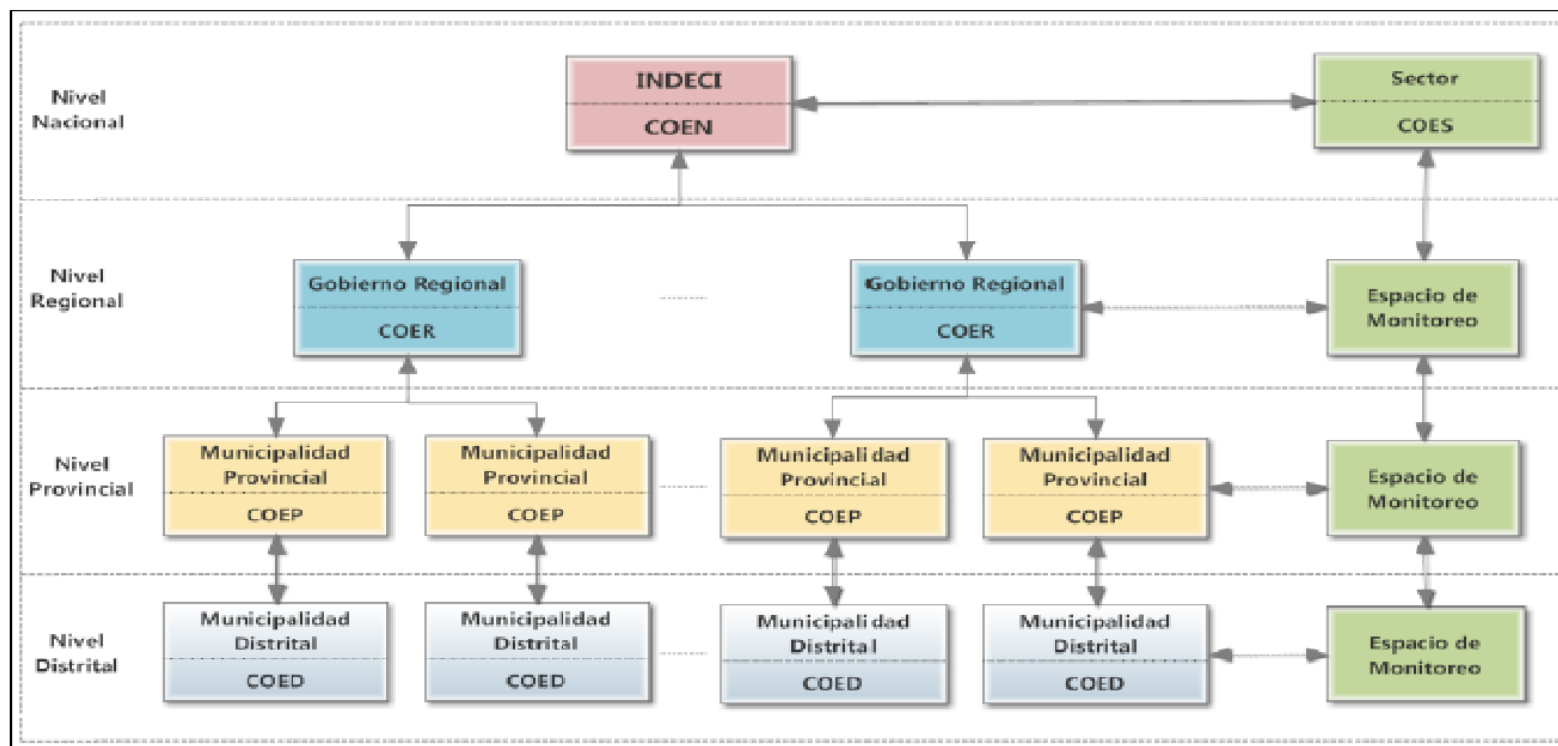 Nivel
Nacional
INDECI
COEN
Sector
COES
Nivel
Regional
Gobierno Regional
COER
Gobierno Regional
COER
Espacio de
Monitoreo
Nivel
Provincial
Municipalidad
Provincial
COEP
Municipalidad
Provincial
COEP
Municipalidad
Provincial
COEP
Municipalidad
Provincial
COEP
Espacio de
Monitoreo
Nivel
Distrital
Municipalidad
Distrital
COED
Municipalidad
Distrital
COED
Municipalidad
Distrital
COED
Municipalidad
Distrital
COED
Espacio de
Monitoreo